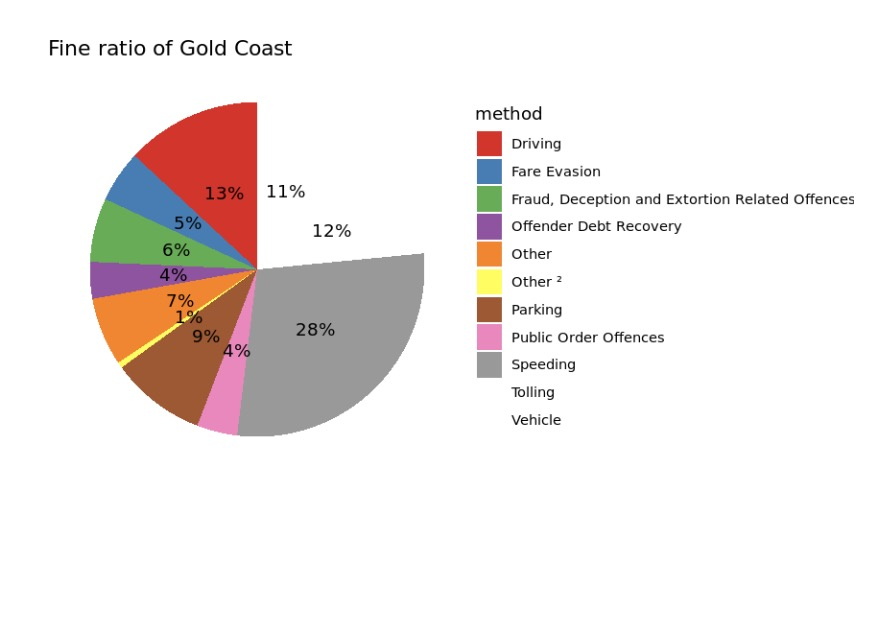 Fine ratio of Gold Coast
method
Driving
Fare Evasion
Fraud, Deception and Extortion Related Offences
Offender Debt Recovery
Other
Other ²
Parking
Public Order Offences
Speeding
Tolling
Vehicle
13%
11%
5%
12%
6%
4%
7%
1%
9%
28%
4%